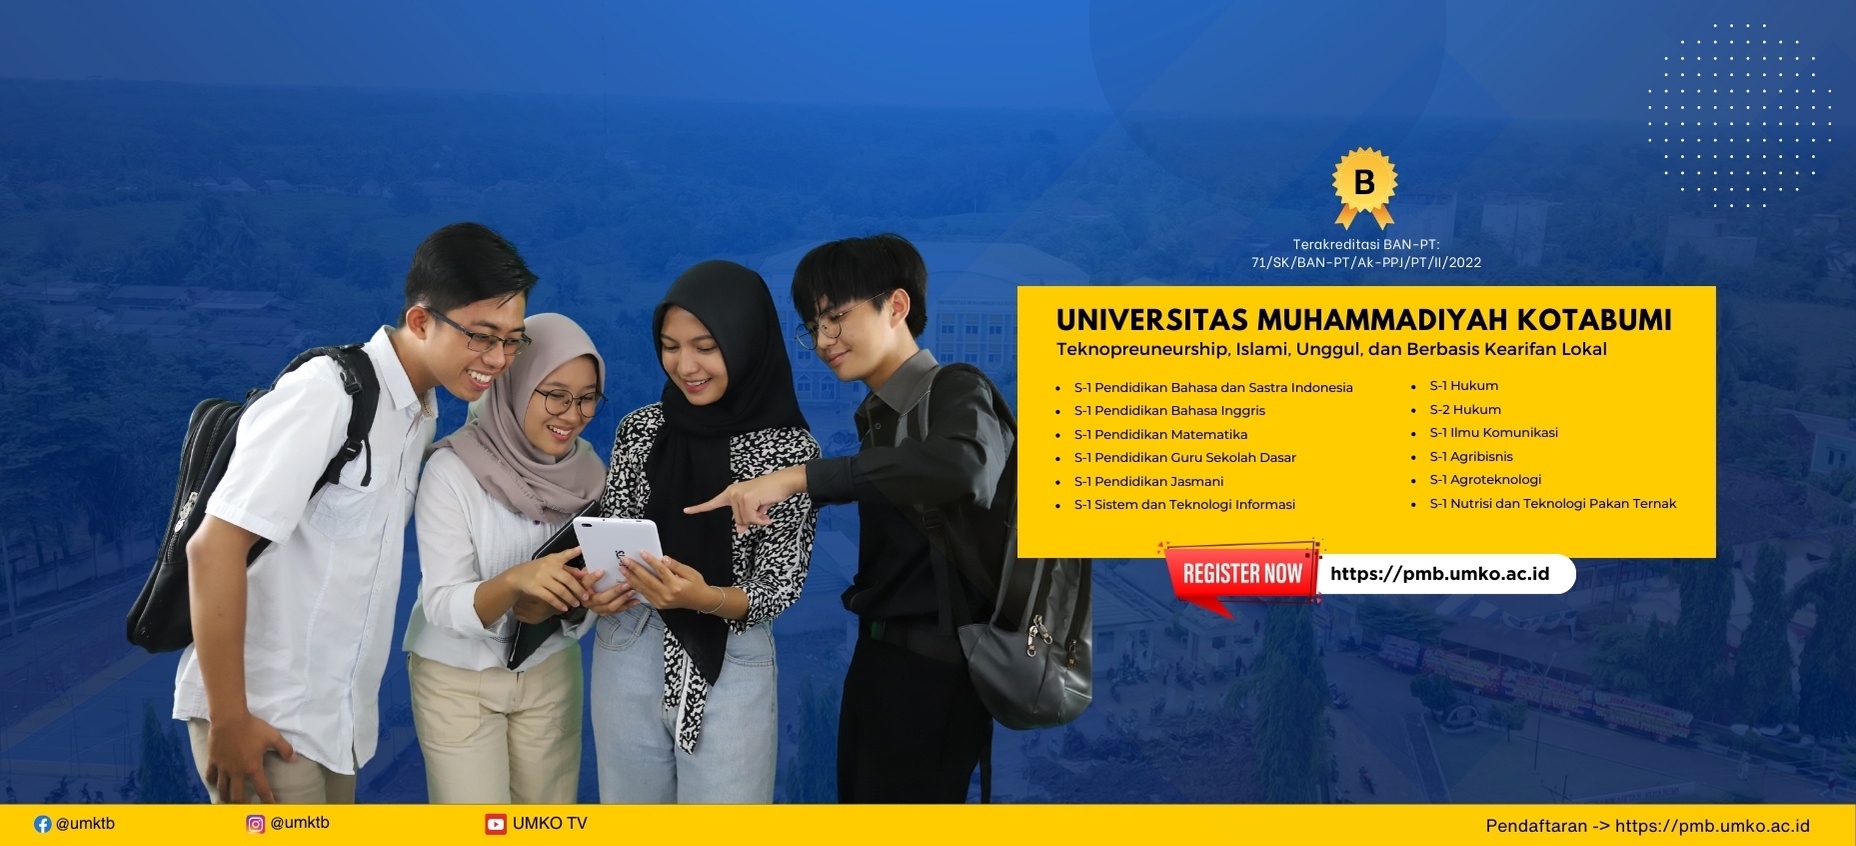 B
Terakreditasi BAN-PT:
71/SK/BAN-PT/Ak-PPJ/PT/II/2022
UNIVERSITAS MUHAMMADIYAH KOTABUMI
Teknopreuneurship, Islami, Unggul, dan Berbasis Kearifan Lokal
• S-1 Pendidikan Bahasa dan Sastra Indonesia
• S-1 Pendidikan Bahasa Inggris
• S-1 Pendidikan Matematika
• S-1 Pendidikan Guru Sekolah Dasar
• S-1 Pendidikan Jasmani
• S-1 Sistem dan Teknologi Informasi
• S-1 Hukum
• S-2 Hukum
• S-1 Ilmu Komunikasi
• S-1 Agribisnis
• S-1 Agroteknologi
• S-1 Nutrisi dan Teknologi Pakan Ternak
REGISTER NOW
https://pmb.umko.ac.id
@umktb
@umktb
UMKO TV
Pendaftaran -> https://pmb.umko.ac.id